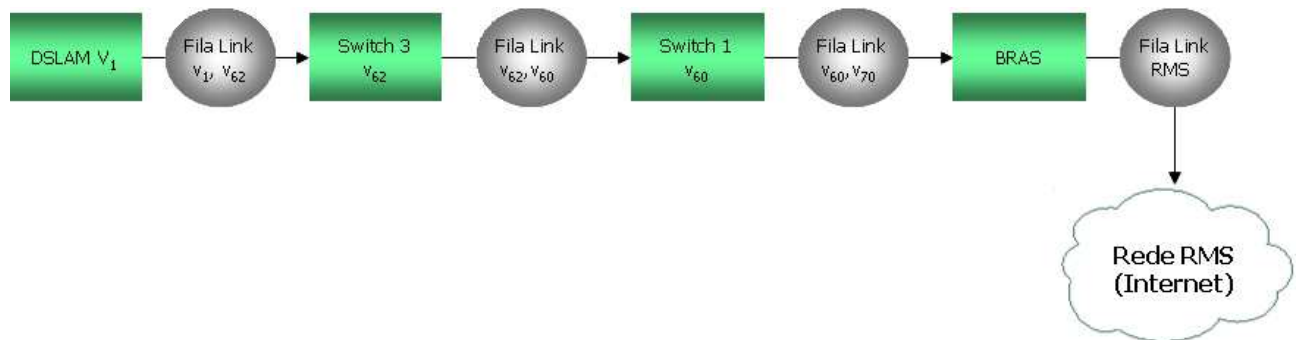 DSLAM V₁
Fila Link
v₁, v₆₂
Switch 3
v₆₂
Fila Link
v₆₂, v₆₀
Switch 1
v₆₀
Fila Link
v₆₀, v₇₀
BRAS
Fila Link
RMS
Rede RMS
(Internet)